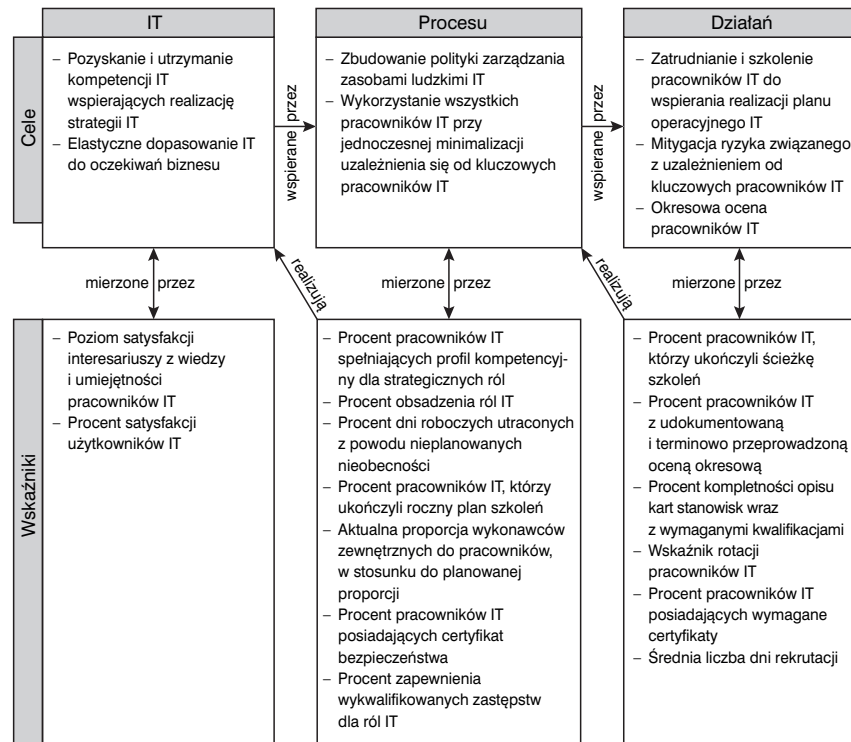 IT
Procesu
Działań
Cele
– Pozyskanie i utrzymanie
kompetencji IT
wspierających realizację
strategii IT
– Elastyczne dopasowanie IT
do oczekiwań biznesu
wspierane przez
– Zbudowanie polityki zarządzania
zasobami ludzkimi IT
– Wykorzystanie wszystkich
pracowników IT przy
jednoczesnej minimalizacji
uzależnienia się od kluczowych
pracowników IT
wspierane przez
– Zatrudnianie i szkolenie
pracowników IT do
wspierania realizacji planu
operacyjnego IT
– Mitygacja ryzyka związanego
z uzależnieniem od
kluczowych pracowników IT
– Okresowa ocena
pracowników IT
mierzone przez
realizują
mierzone przez
realizują
mierzone przez
Wskaźniki
– Poziom satysfakcji
interesariuszy z wiedzy
i umiejętności
pracowników IT
– Procent satysfakcji
użytkowników IT
– Procent pracowników IT
spełniających profil kompetencyj-
ny dla strategicznych ról
– Procent obsadzenia ról IT
– Procent dni roboczych utraconych
z powodu nieplanowanych
nieobecności
– Procent pracowników IT, którzy
ukończyli roczny plan szkoleń
– Aktualna proporcja wykonawców
zewnętrznych do pracowników,
w stosunku do planowanej
proporcji
– Procent pracowników IT
posiadających certyfikat
bezpieczeństwa
– Procent zapewnienia
wykwalifikowanych zastępstw
dla ról IT
– Procent pracowników IT,
którzy ukończyli ścieżkę
szkoleń
– Procent pracowników IT
z udokumentowaną
i terminowo przeprowadzoną
oceną okresową
– Procent kompletności opisu
kart stanowisk wraz
z wymaganymi kwalifikacjami
– Wskaźnik rotacji
pracowników IT
– Procent pracowników IT
posiadających wymagane
certyfikaty
– Średnia liczba dni rekrutacji